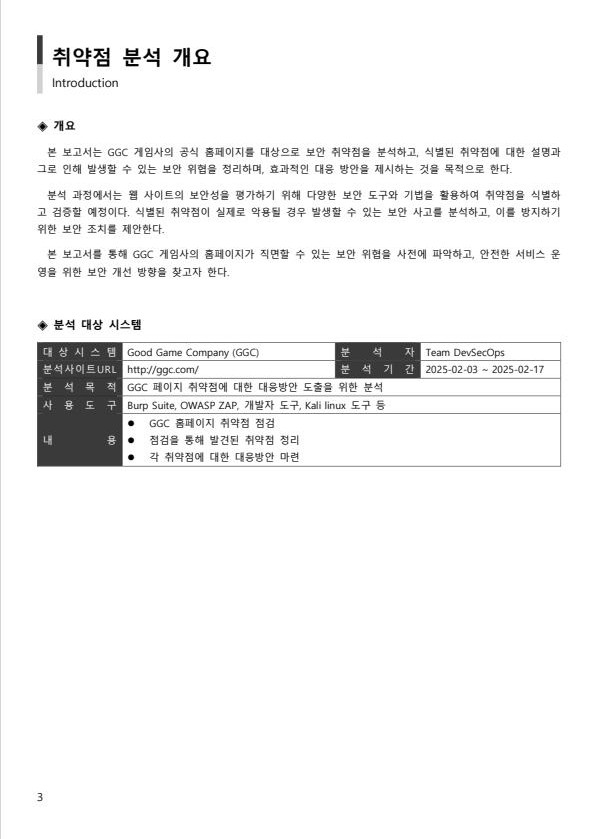 취약점 분석 개요
Introduction
◈ 개요
본 보고서는 GGC 게임사의 공식 홈페이지를 대상으로 보안 취약점을 분석하고, 식별된 취약점에 대한 설명과
그로 인해 발생할 수 있는 보안 위협을 정리하며, 효과적인 대응 방안을 제시하는 것을 목적으로 한다.
분석 과정에서는 웹 사이트의 보안성을 평가하기 위해 다양한 보안 도구와 기법을 활용하여 취약점을 식별하
고 검증할 예정이다. 식별된 취약점이 실제로 악용될 경우 발생할 수 있는 보안 사고를 분석하고, 이를 방지하기
위한 보안 조치를 제안한다.
본 보고서를 통해 GGC 게임사의 홈페이지가 직면할 수 있는 보안 위협을 사전에 파악하고, 안전한 서비스 운
영을 위한 보안 개선 방향을 찾고자 한다.
◈ 분석 대상 시스템
대 상 시 스 템 Good Game Company (GGC) 분 석 자 Team DevSecOps
분석사이트URL http://ggc.com/ 분 석 기 간 2025-02-03 ~ 2025-02-17
분 석 목 적 GGC 페이지 취약점에 대한 대응방안 도출을 위한 분석
사 용 도 구 Burp Suite, OWASP ZAP, 개발자 도구, Kali linux 도구 등
● GGC 홈페이지 취약점 점검
내 용 ● 점검을 통해 발견된 취약점 정리
● 각 취약점에 대한 대응방안 마련
3